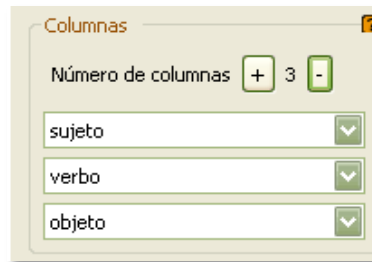 Columnas
?
Número de columnas + 3 -
sujeto
verbo
objeto